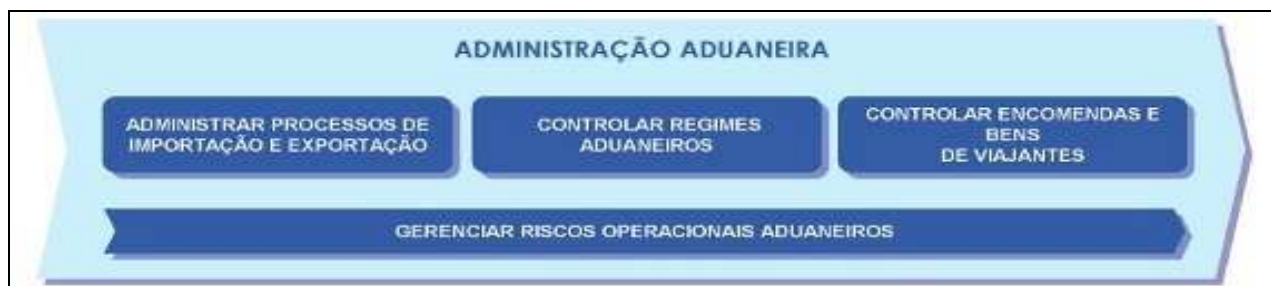 ADMINISTRAÇÃO ADUANEIRA
ADMINISTRAR PROCESSOS DE
IMPORTAÇÃO E EXPORTAÇÃO
CONTROLAR REGIMES
ADUANEIROS
CONTROLAR ENCOMENDAS E
BENS
DE VIAJANTES
GERENCIAR RISCOS OPERACIONAIS ADUANEIROS